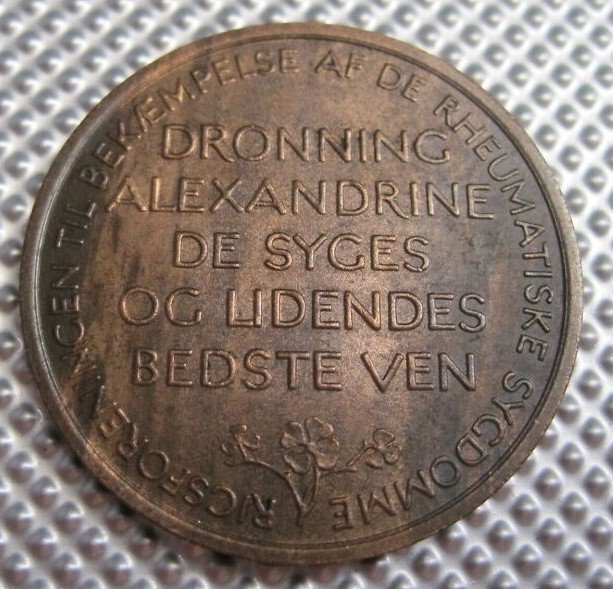 DRONNING
ALEXANDRINE
DE SYGES
OG LIDENDES
BEDSTE VEN
RIGSFORENINGEN TIL BEKÆMPELSE AF DE RHEUMATISKE SYGDOMME